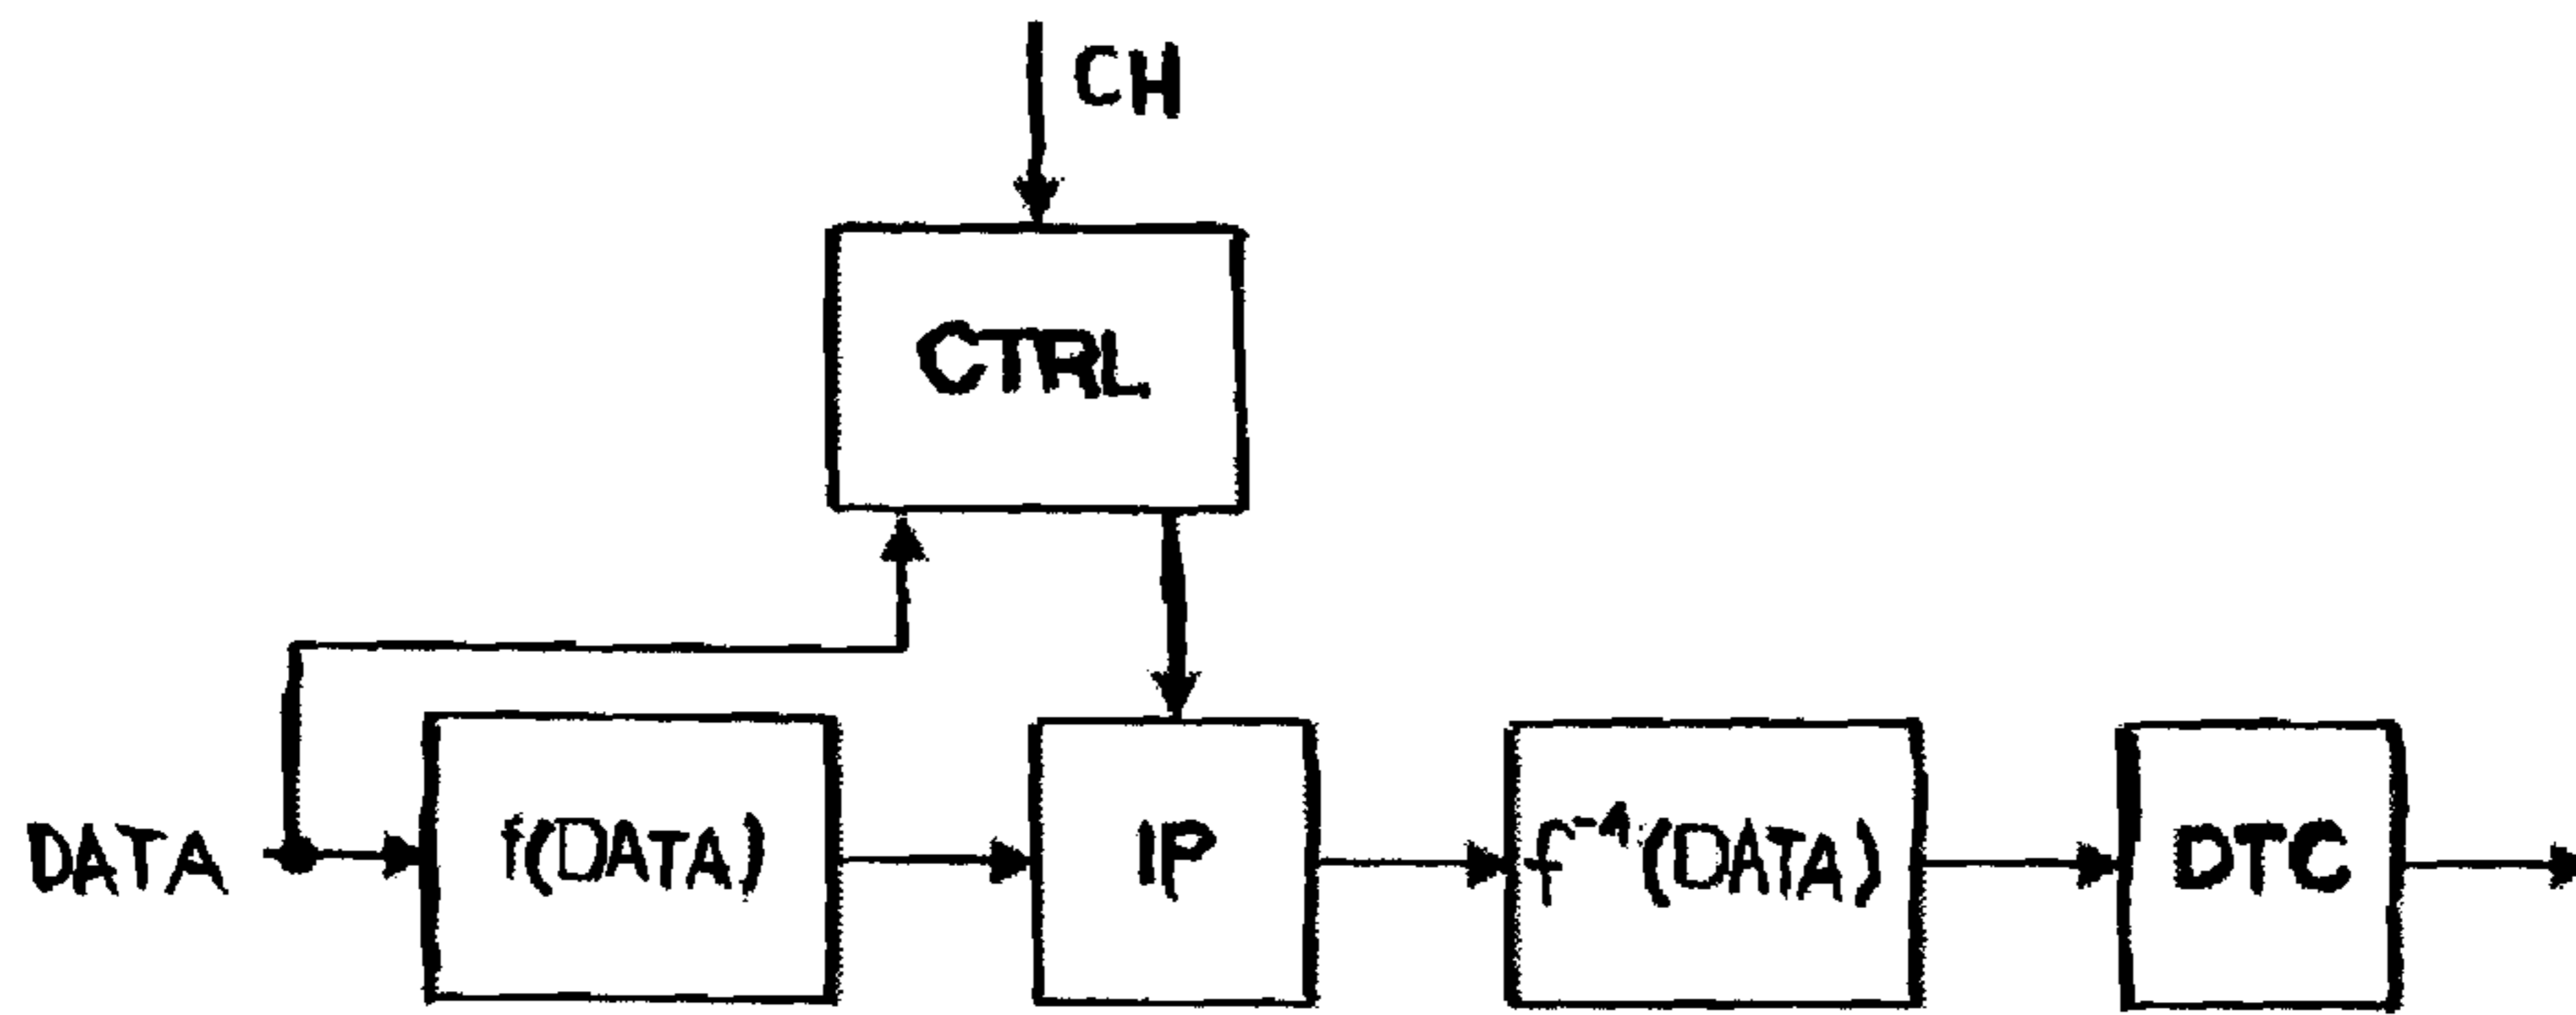 CH
CTRL
DATA
f(DATA)
IP
f⁻¹(DATA)
DTC